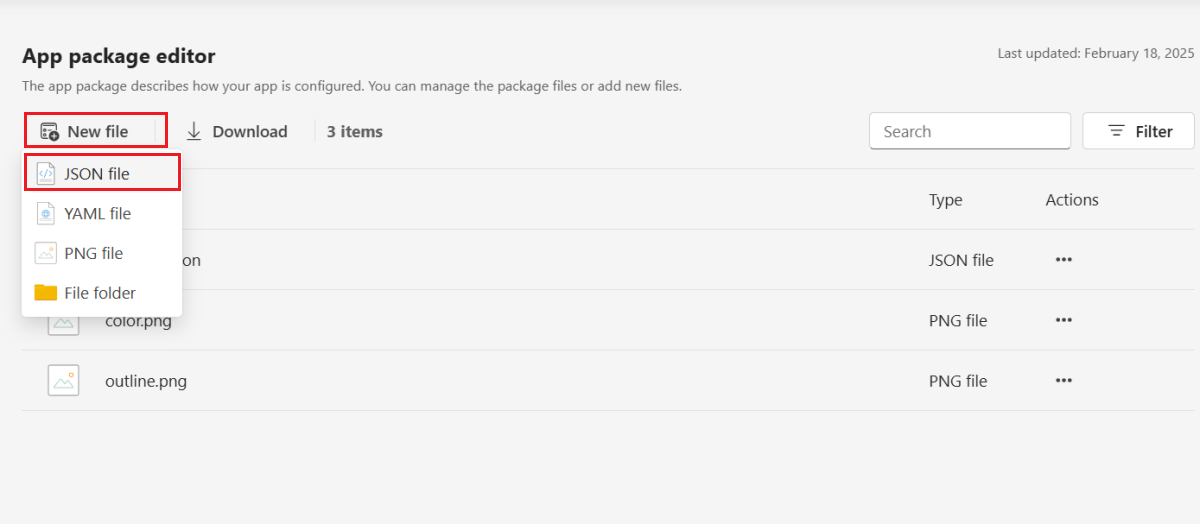 App package editor
Last updated: February 18, 2025
The app package describes how your app is configured. You can manage the package files or add new files.
New file
Download
3 items
Search
Filter
JSON file
YAML file
PNG file
File folder
Type
Actions
on
JSON file
color.png
PNG file
outline.png
PNG file